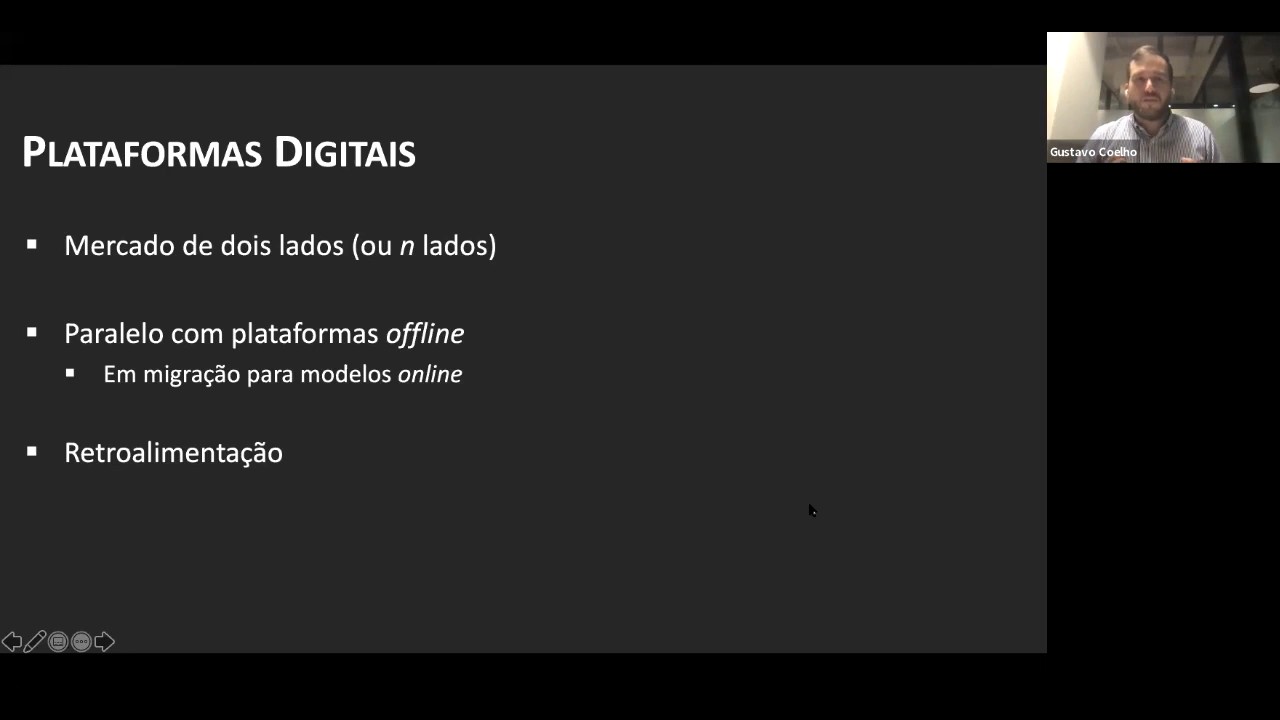 PLATAFORMAS DIGITAIS
▪ Mercado de dois lados (ou n lados)
▪ Paralelo com plataformas offline
▪ Em migração para modelos online
▪ Retroalimentação
Gustavo Coelho